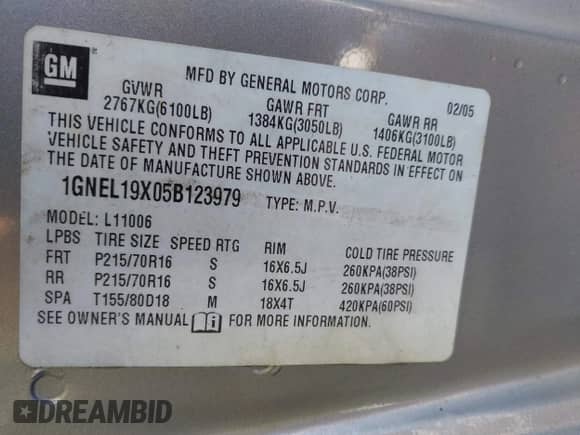 GM
MFD BY GENERAL MOTORS CORP. 02/05
GVWR GAWR FRT GAWR RR
2767KG(6100LB) 1384KG(3050LB) 1406KG(3100LB)
THIS VEHICLE CONFORMS TO ALL APPLICABLE U.S. FEDERAL MOTOR
VEHICLE SAFETY AND THEFT PREVENTION STANDARDS IN EFFECT ON
THE DATE OF MANUFACTURE SHOWN ABOVE.
1GNEL19X05B123979 TYPE: M.P.V.
MODEL: L11006
LPBS TIRE SIZE SPEED RTG RIM COLD TIRE PRESSURE
FRT P215/70R16 S 16X6.5J 260KPA(38PSI)
RR P215/70R16 S 16X6.5J 260KPA(38PSI)
SPA T155/80D18 M 18X4T 420KPA(60PSI)
SEE OWNER'S MANUAL i FOR MORE INFORMATION.
DREAMBID